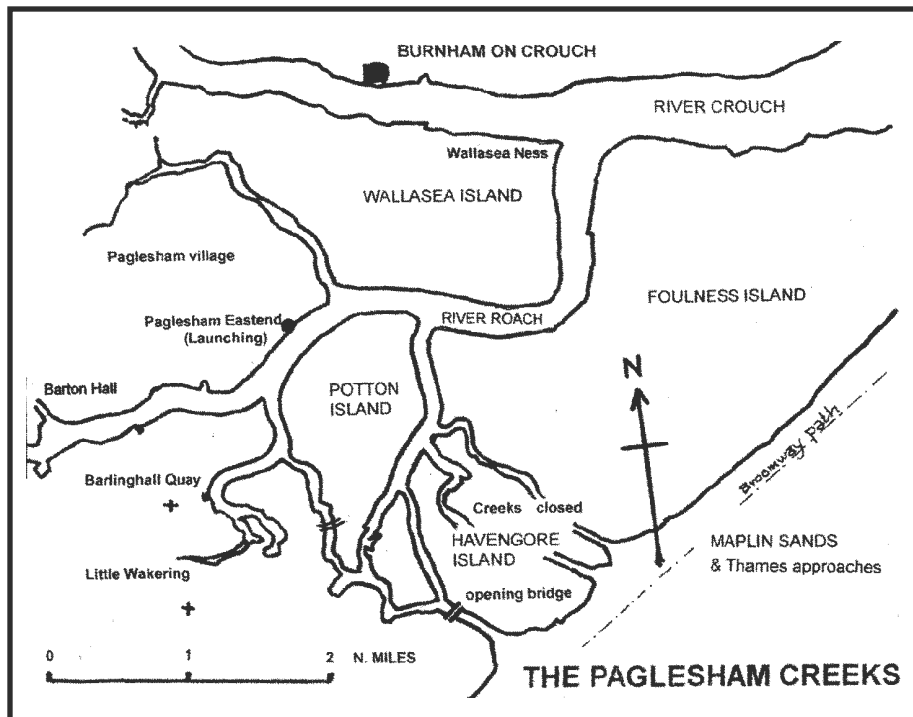 BURNHAM ON CROUCH
RIVER CROUCH
Wallasea Ness
WALLASEA ISLAND
Paglesham village
FOULNESS ISLAND
RIVER ROACH
Paglesham Eastend
(Launching)
N
Barton Hall
POTTON
ISLAND
Broomway path
Barlinghall Quay
Creeks closed
HAVENGORE
ISLAND
MAPLIN SANDS
& Thames approaches
Little Wakering
opening bridge
0 1 2 N. MILES
THE PAGLESHAM CREEKS